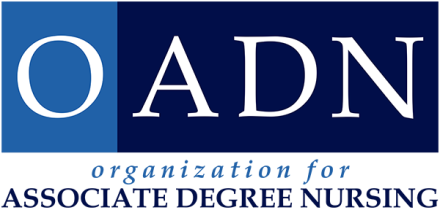 OADN
organization for
ASSOCIATE DEGREE NURSING